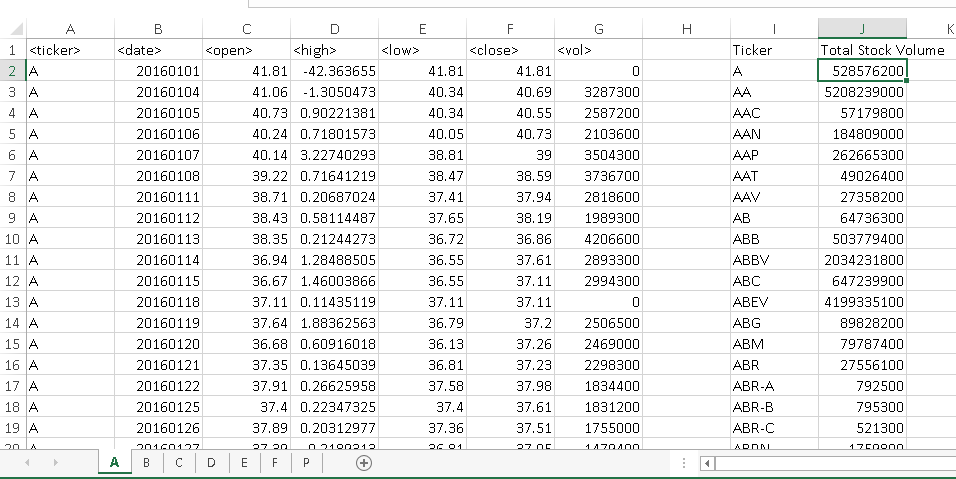 A B C D E F G H I J K
1 <ticker> <date> <open> <high> <low> <close> <vol> Ticker Total Stock Volume
2 A 20160101 41.81 -42.363655 41.81 41.81 0 A 528576200
3 A 20160104 41.06 -1.3050473 40.34 40.69 3287300 AA 5208239000
4 A 20160105 40.73 0.90221381 40.34 40.55 2587200 AAC 57179800
5 A 20160106 40.24 0.71801573 40.05 40.73 2103600 AAN 184809000
6 A 20160107 40.14 3.22740293 38.81 39 3504300 AAP 262665300
7 A 20160108 39.22 0.71641219 38.47 38.59 3736700 AAT 49026400
8 A 20160111 38.71 0.20687024 37.41 37.94 2818600 AAV 27358200
9 A 20160112 38.43 0.58114487 37.65 38.19 1989300 AB 64736300
10 A 20160113 38.35 0.21244273 36.72 36.86 4206600 ABB 503779400
11 A 20160114 36.94 1.28488505 36.55 37.61 2893300 ABBV 2034231800
12 A 20160115 36.67 1.46003866 36.55 37.11 2994300 ABC 647239900
13 A 20160118 37.11 0.11435119 37.11 37.11 0 ABEV 4199335100
14 A 20160119 37.64 1.88362563 36.79 37.2 2506500 ABG 89828200
15 A 20160120 36.68 0.60916018 36.13 37.26 2469000 ABM 79787400
16 A 20160121 37.35 0.13645039 36.81 37.23 2298300 ABR 27556100
17 A 20160122 37.91 0.26625958 37.58 37.98 1834400 ABR-A 792500
18 A 20160125 37.4 0.22347325 37.4 37.61 1831200 ABR-B 795300
19 A 20160126 37.89 0.20312977 37.36 37.51 1755000 ABR-C 521300
20 A 20160127
A B C D E F P